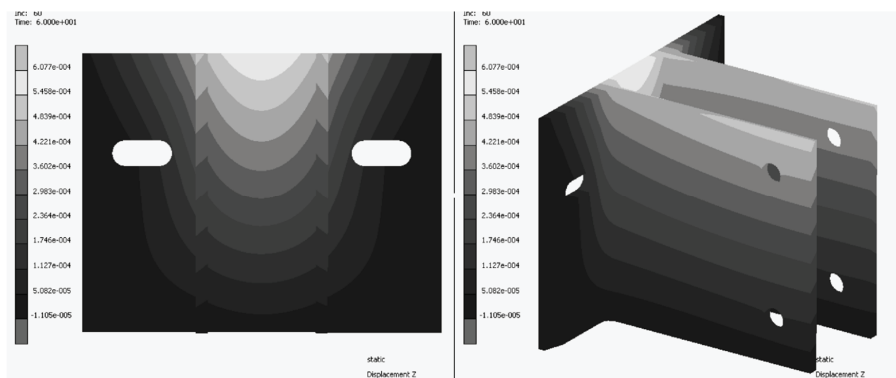 Inc: 60
Time: 6.000e+001
6.077e-004
5.458e-004
4.839e-004
4.221e-004
3.602e-004
2.983e-004
2.364e-004
1.746e-004
1.127e-004
5.082e-005
-1.105e-005
static
Displacement Z
Inc: 60
Time: 6.000e+001
6.077e-004
5.458e-004
4.839e-004
4.221e-004
3.602e-004
2.983e-004
2.364e-004
1.746e-004
1.127e-004
5.082e-005
-1.105e-005
static
Displacement Z